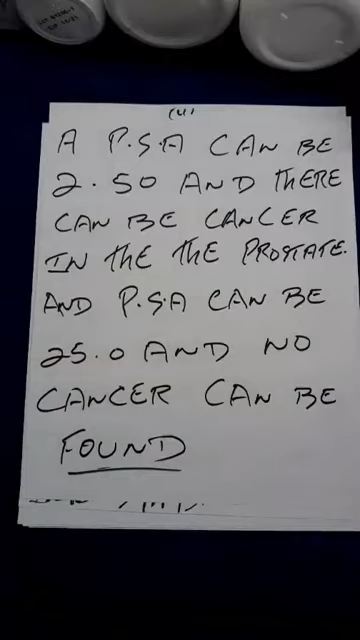 (4)
A P.S.A CAN BE
2.50 AND THERE
CAN BE CANCER
IN THE THE PROSTATE.
AND P.S.A CAN BE
25.0 AND NO
CANCER CAN BE
FOUND